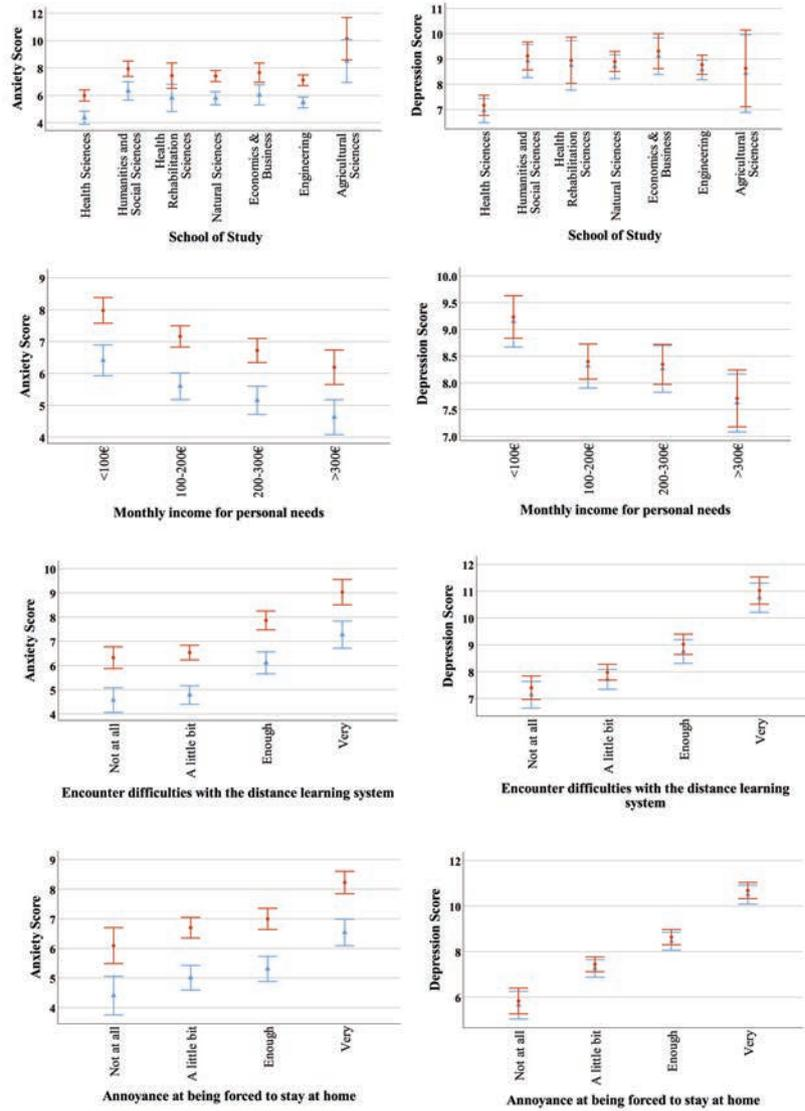 Anxiety Score
12
10
8
6
4
Health Sciences
Humanities and
Social Sciences
Health
Rehabilitation
Sciences
Natural Sciences
Economics &
Business
Engineering
Agricultural
Sciences
School of Study
Depression Score
11
10
9
8
7
Health Sciences
Humanities and
Social Sciences
Health
Rehabilitation
Sciences
Natural Sciences
Economics &
Business
Engineering
Agricultural
Sciences
School of Study
Anxiety Score
9
8
7
6
5
4
<100€
100-200€
200-300€
>300€
Monthly income for personal needs
Depression Score
10.0
9.5
9.0
8.5
8.0
7.5
7.0
<100€
100-200€
200-300€
>300€
Monthly income for personal needs
Anxiety Score
10
9
8
7
6
5
4
Not at all
A little bit
Enough
Very
Encounter difficulties with the distance learning system
Depression Score
12
11
10
9
8
7
Not at all
A little bit
Enough
Very
Encounter difficulties with the distance learning
system
Anxiety Score
9
8
7
6
5
4
Not at all
A little bit
Enough
Very
Annoyance at being forced to stay at home
Depression Score
12
10
8
6
Not at all
A little bit
Enough
Very
Annoyance at being forced to stay at home